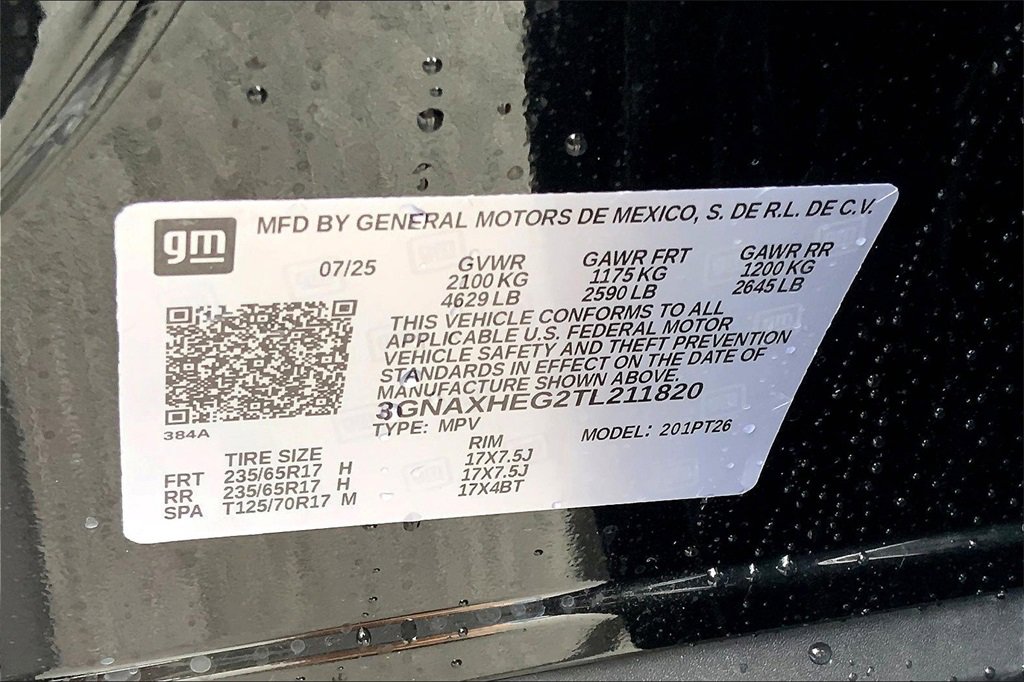 gm
MFD BY GENERAL MOTORS DE MEXICO, S. DE R.L. DE C.V.
07/25 GVWR GAWR FRT GAWR RR
2100 KG 1175 KG 1200 KG
4629 LB 2590 LB 2645 LB
THIS VEHICLE CONFORMS TO ALL
APPLICABLE U.S. FEDERAL MOTOR
VEHICLE SAFETY AND THEFT PREVENTION
STANDARDS IN EFFECT ON THE DATE OF
MANUFACTURE SHOWN ABOVE.
3GNAXHEG2TL211820
384A TYPE: MPV MODEL: 201PT26
TIRE SIZE RIM
FRT 235/65R17 H 17X7.5J
RR 235/65R17 H 17X7.5J
SPA T125/70R17 M 17X4BT